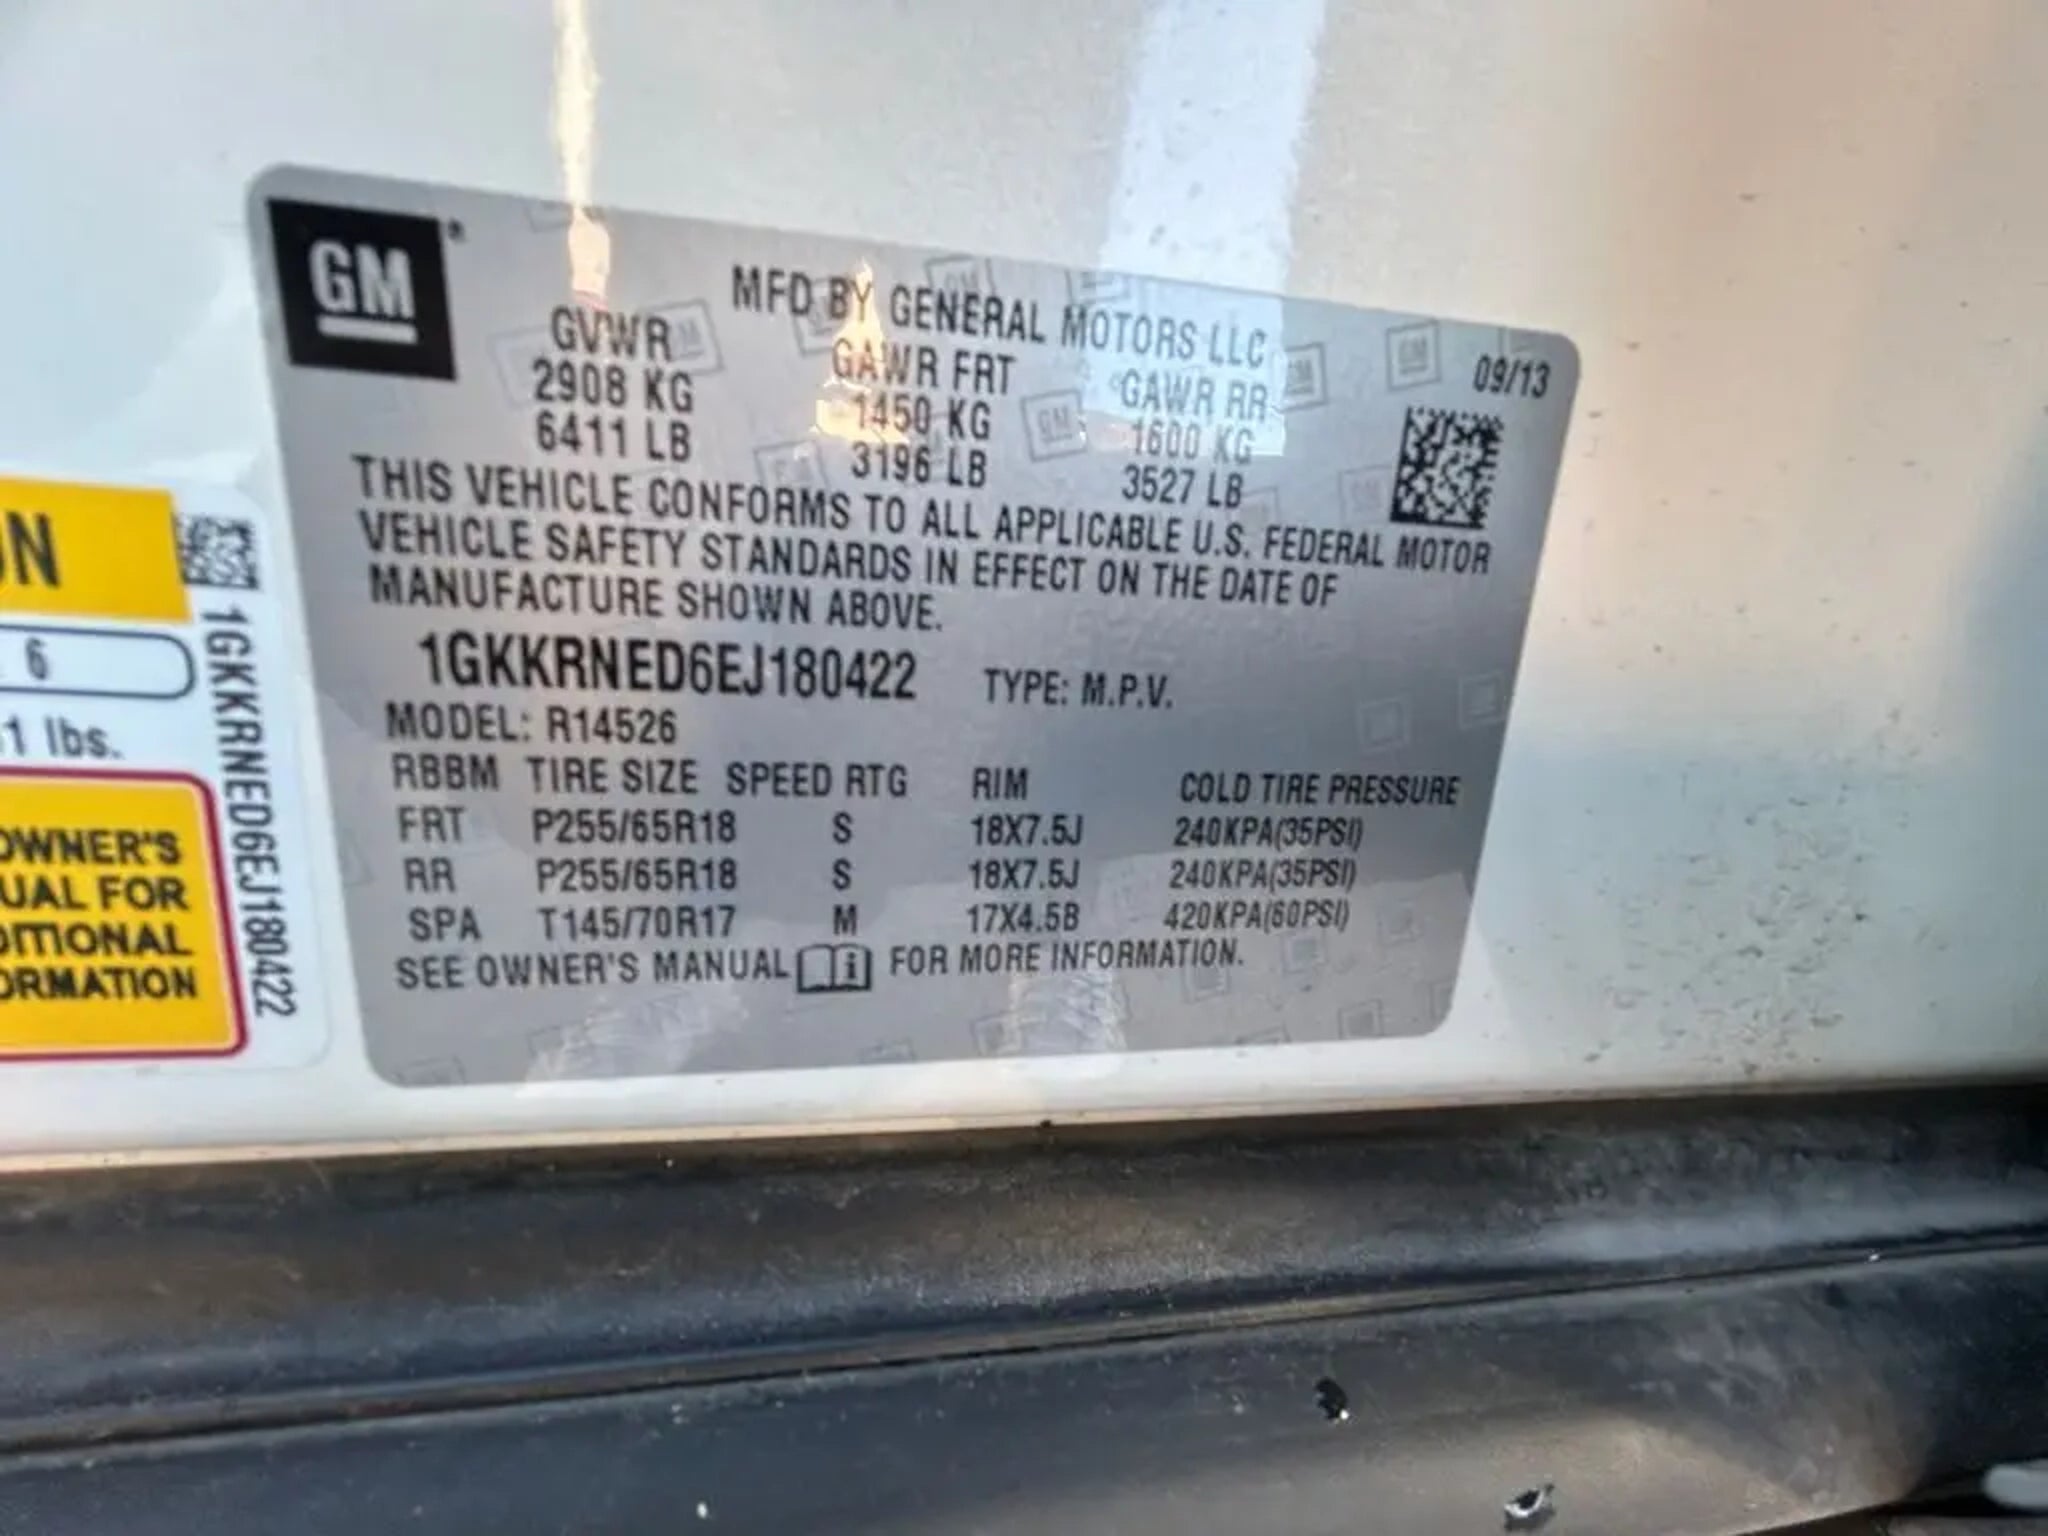 GM
MFD BY GENERAL MOTORS LLC
09/13
GVWR GAWR FRT GAWR RR
2908 KG 1450 KG 1600 KG
6411 LB 3196 LB 3527 LB
THIS VEHICLE CONFORMS TO ALL APPLICABLE U.S. FEDERAL MOTOR
VEHICLE SAFETY STANDARDS IN EFFECT ON THE DATE OF
MANUFACTURE SHOWN ABOVE.
1GKKRNED6EJ180422 TYPE: M.P.V.
MODEL: R14526
RBBM TIRE SIZE SPEED RTG RIM COLD TIRE PRESSURE
FRT P255/65R18 S 18X7.5J 240KPA(35PSI)
RR P255/65R18 S 18X7.5J 240KPA(35PSI)
SPA T145/70R17 M 17X4.5B 420KPA(60PSI)
SEE OWNER'S MANUAL i FOR MORE INFORMATION.
ON
6
1 lbs.
OWNER'S
UAL FOR
DITIONAL
ORMATION
1GKKRNED6EJ180422